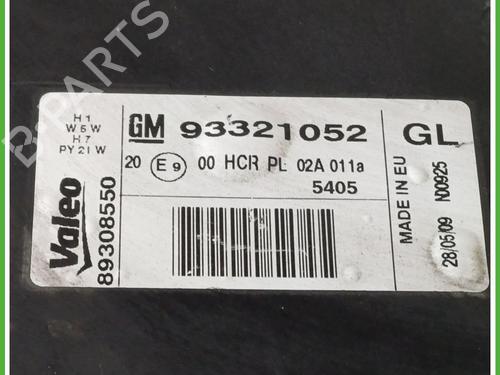 H1
W5W
H7
PY21W
GM 93321052 GL
20 E9 00 HCR PL 02A 011a
5405
Valeo
89308550
MADE IN EU
28/05/09 N00925
B-PARTS